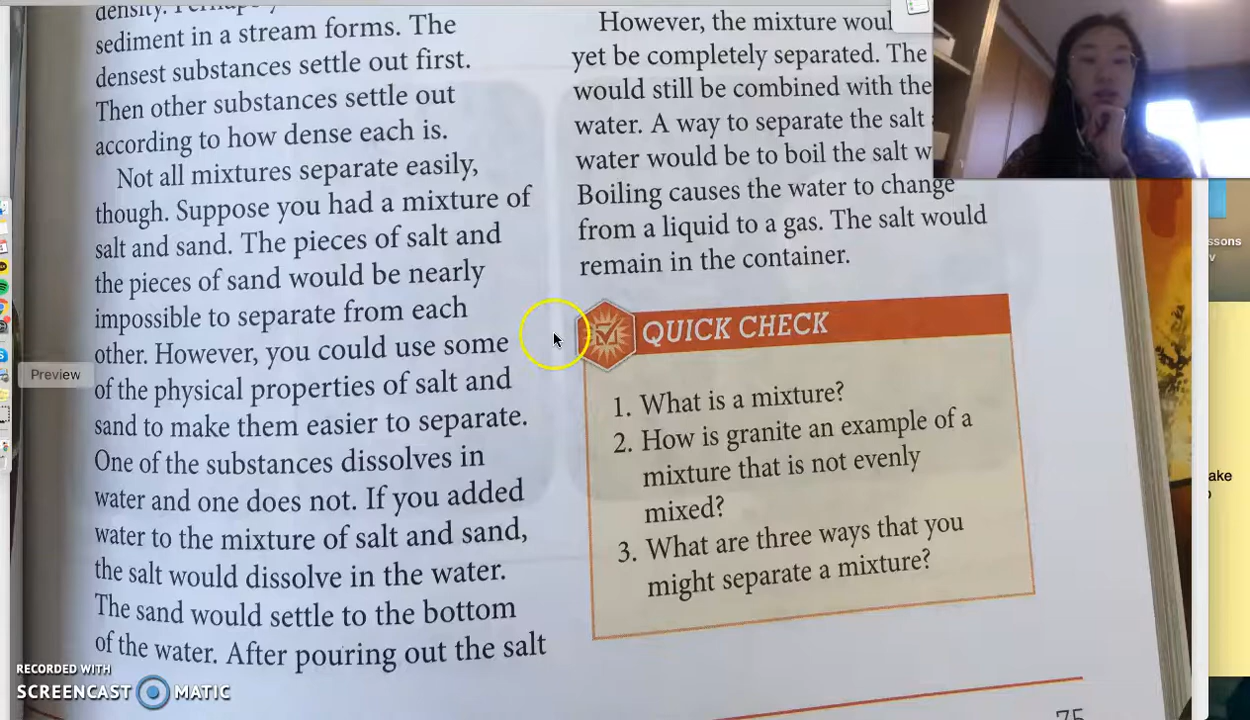 density.
sediment in a stream forms. The
densest substances settle out first.
Then other substances settle out
according to how dense each is.
Not all mixtures separate easily,
though. Suppose you had a mixture of
salt and sand. The pieces of salt and
the pieces of sand would be nearly
impossible to separate from each
other. However, you could use some
of the physical properties of salt and
sand to make them easier to separate.
One of the substances dissolves in
water and one does not. If you added
water to the mixture of salt and sand,
the salt would dissolve in the water.
The sand would settle to the bottom
of the water. After pouring out the salt
However, the mixture
yet be completely separated. The
would still be combined with the
water. A way to separate the salt
water would be to boil the salt
Boiling causes the water to change
from a liquid to a gas. The salt would
remain in the container.
QUICK CHECK
1. What is a mixture?
2. How is granite an example of a
mixture that is not evenly
mixed?
3. What are three ways that you
might separate a mixture?
75
Preview
RECORDED WITH
SCREENCAST MATIC